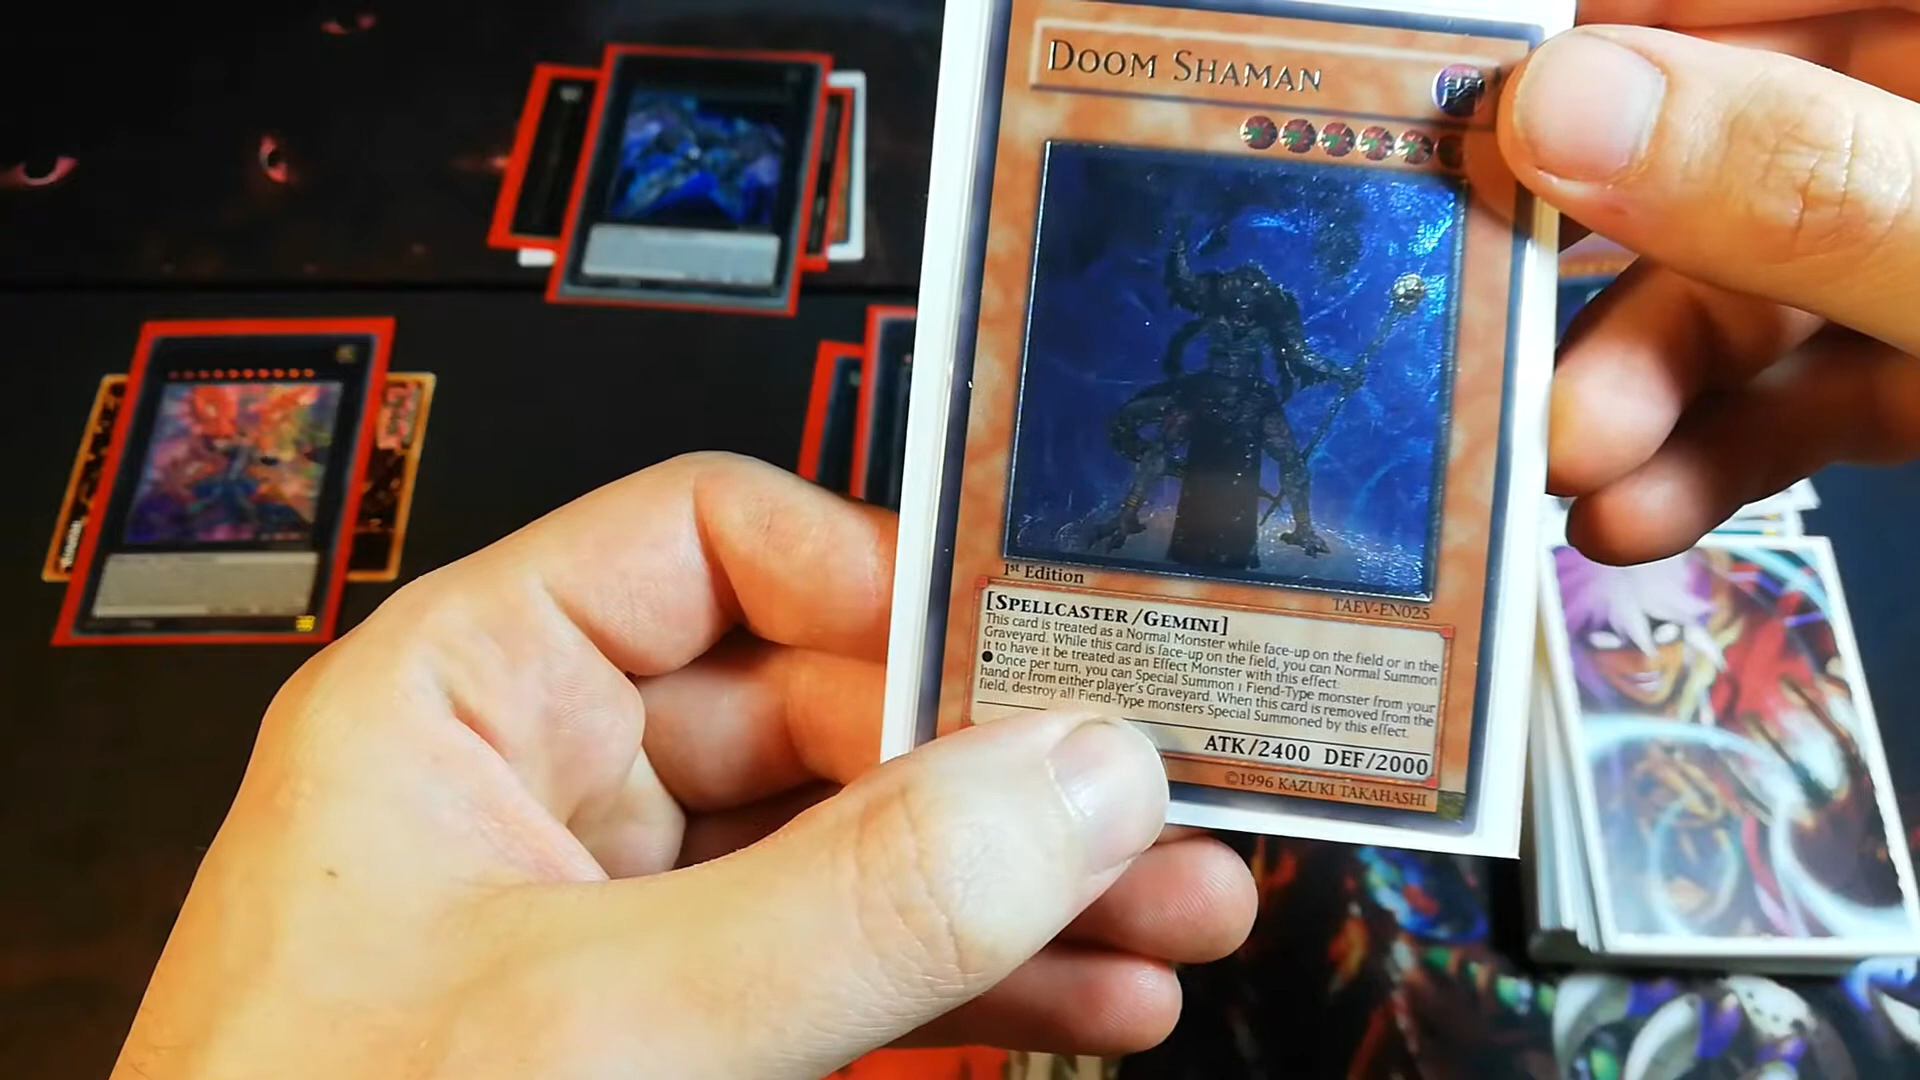 DOOM SHAMAN
1st Edition
TAEV-EN025
[SPELLCASTER/GEMINI]
This card is treated as a Normal Monster while face-up on the field or in the
Graveyard. While this card is face-up on the field, you can Normal Summon
it to have it be treated as an Effect Monster with this effect:
● Once per turn, you can Special Summon 1 Fiend-Type monster from your
hand or from either player's Graveyard. When this card is removed from the
field, destroy all Fiend-Type monsters Special Summoned by this effect.
ATK/2400 DEF/2000
©1996 KAZUKI TAKAHASHI